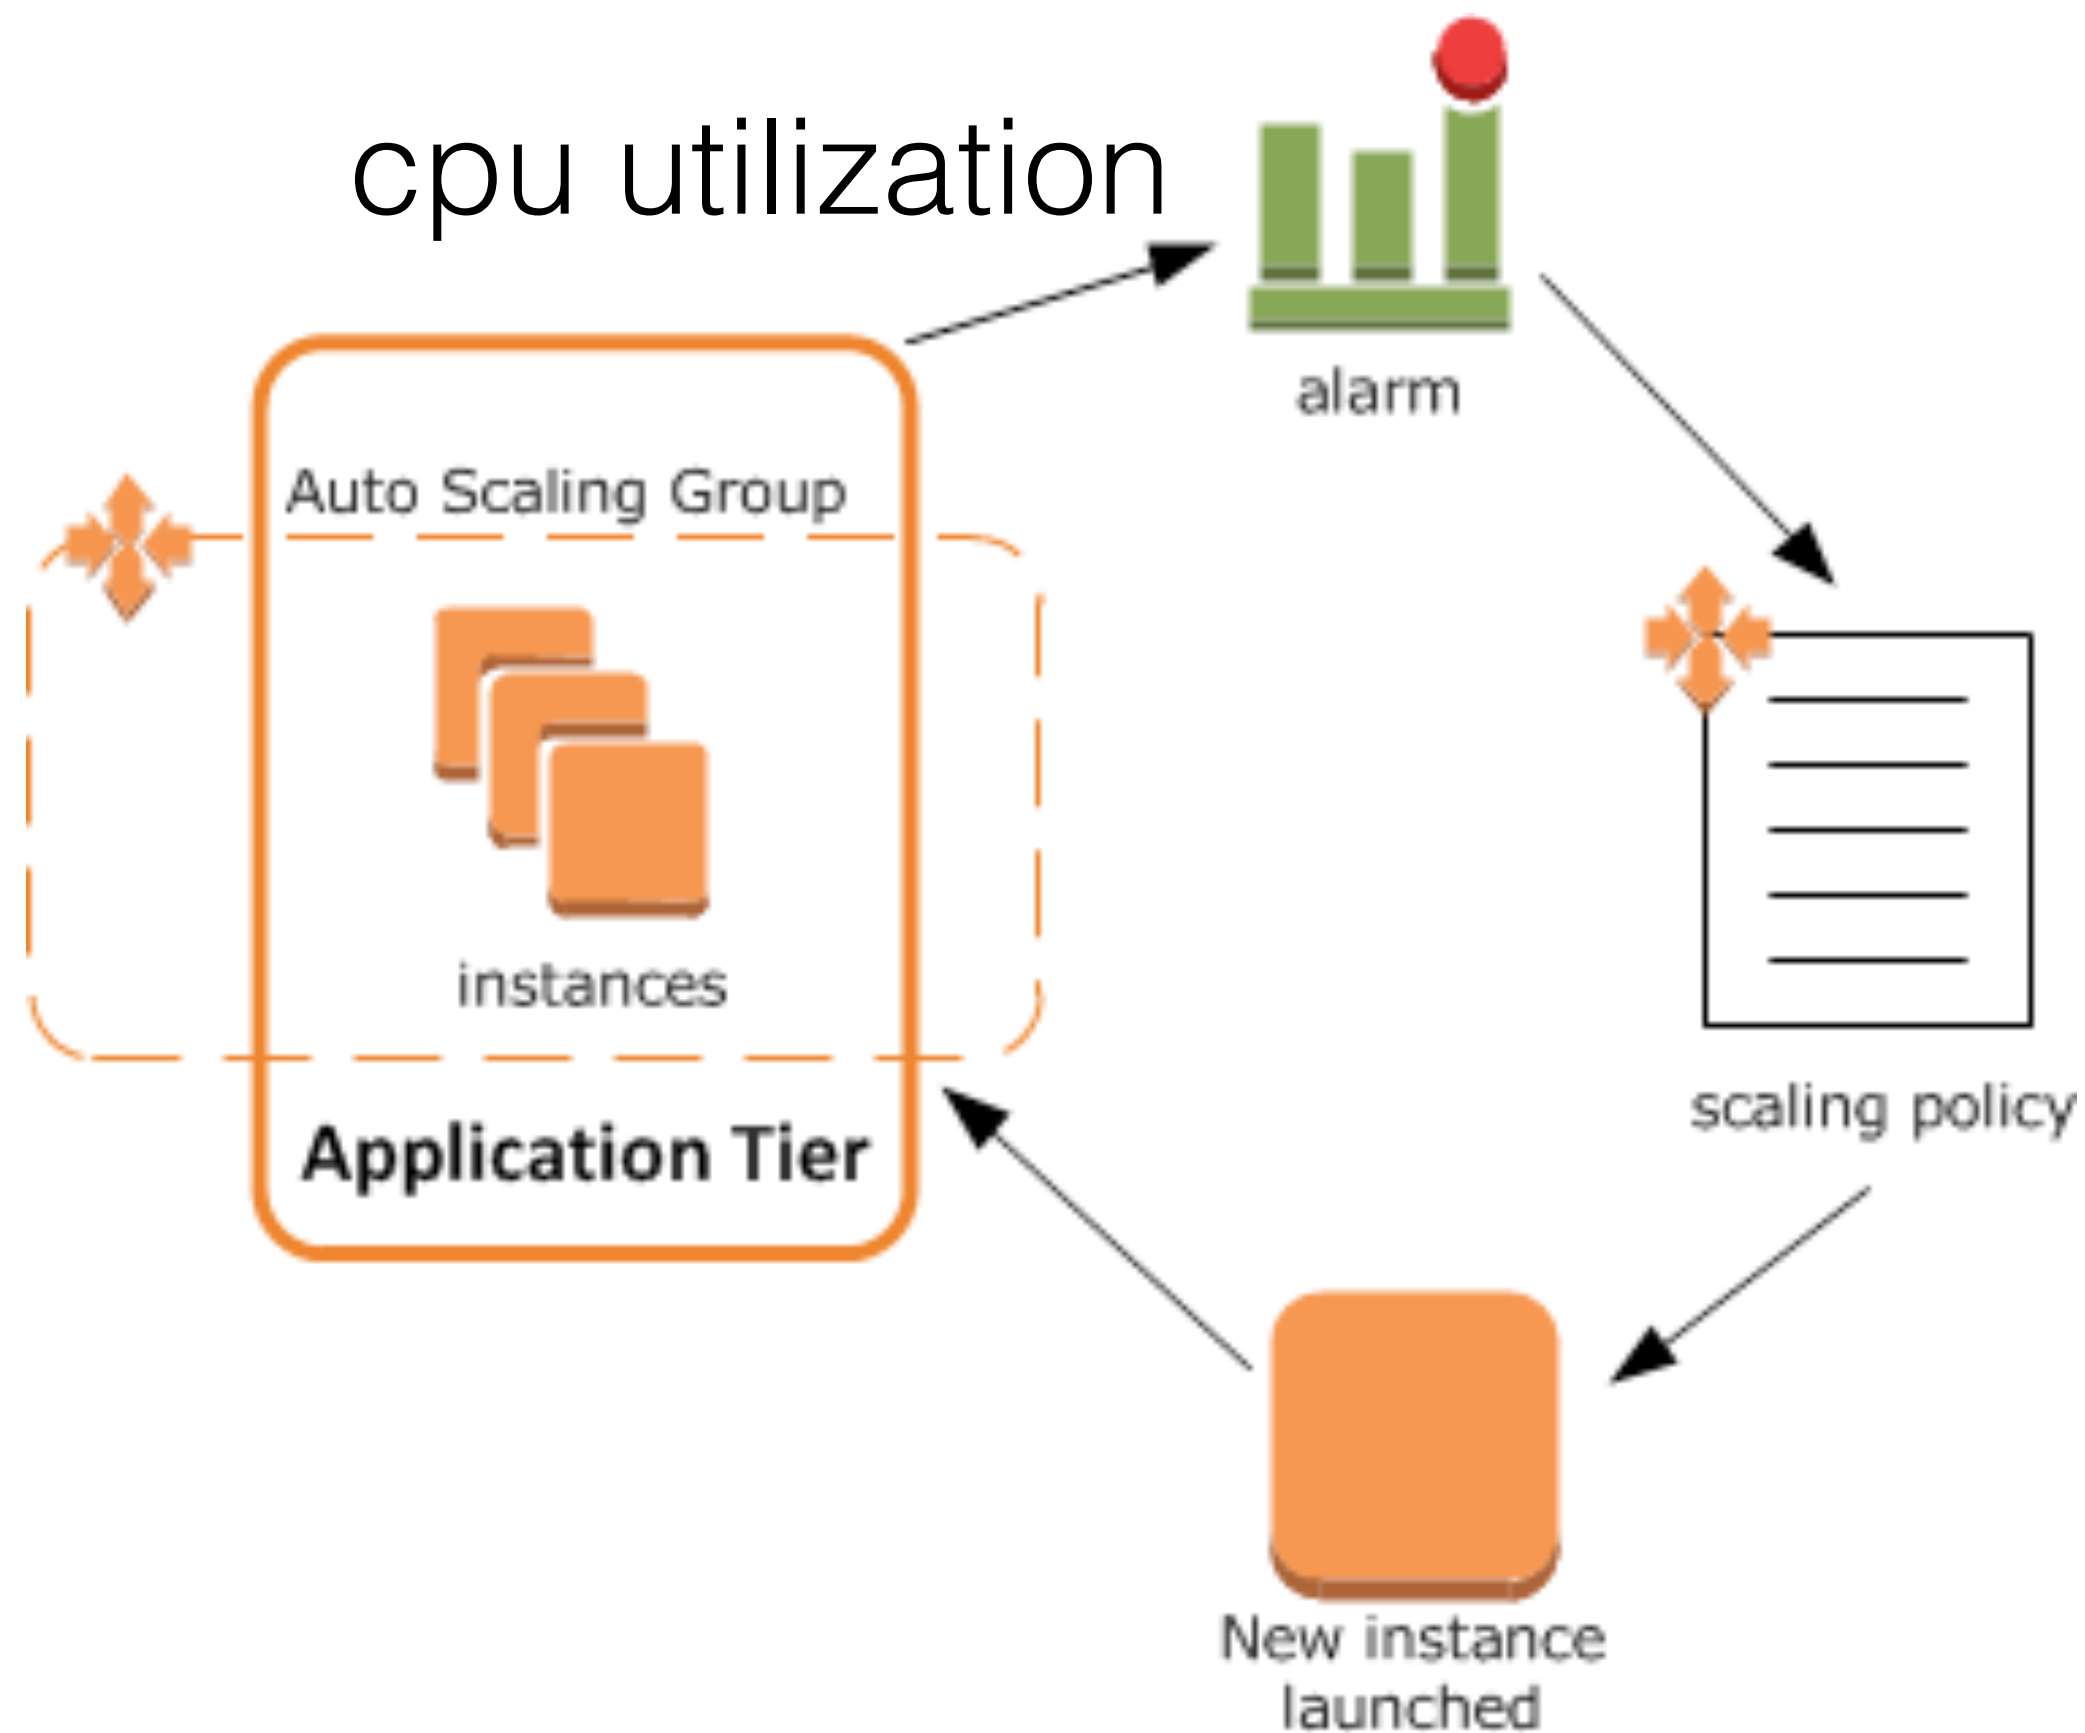 cpu utilization
alarm
Auto Scaling Group
instances
Application Tier
scaling policy
New instance
launched